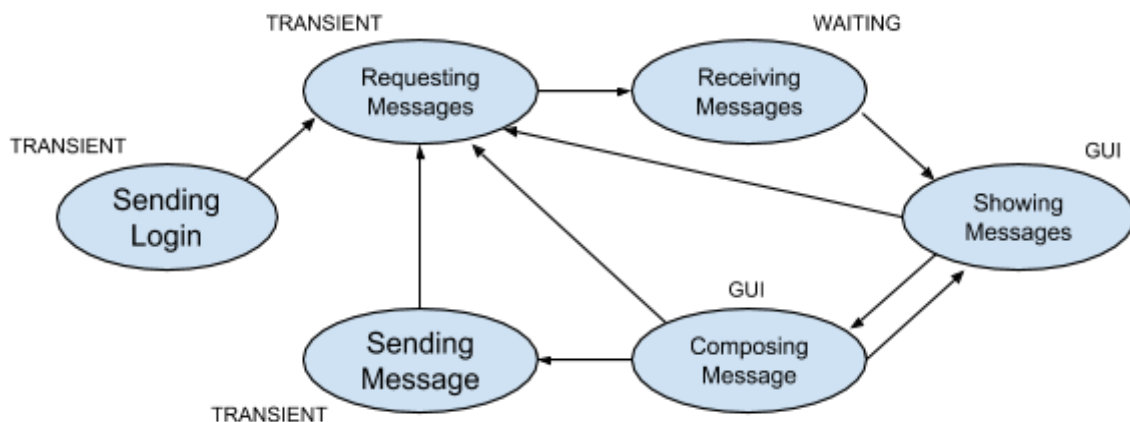 TRANSIENT
WAITING
Requesting
Messages
Receiving
Messages
TRANSIENT
GUI
Sending
Login
Showing
Messages
GUI
Sending
Message
Composing
Message
TRANSIENT